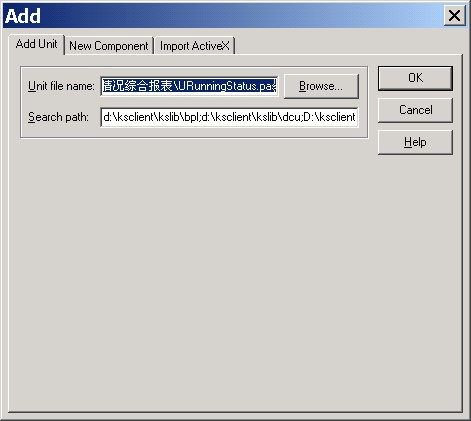 Add
Add Unit New Component Import ActiveX
Unit file name: 情况综合报表\URunningStatus.pas Browse... OK
Search path: d:\ksclient\kslib\bpl;d:\ksclient\kslib\dcu;D:\ksclient Cancel
Help